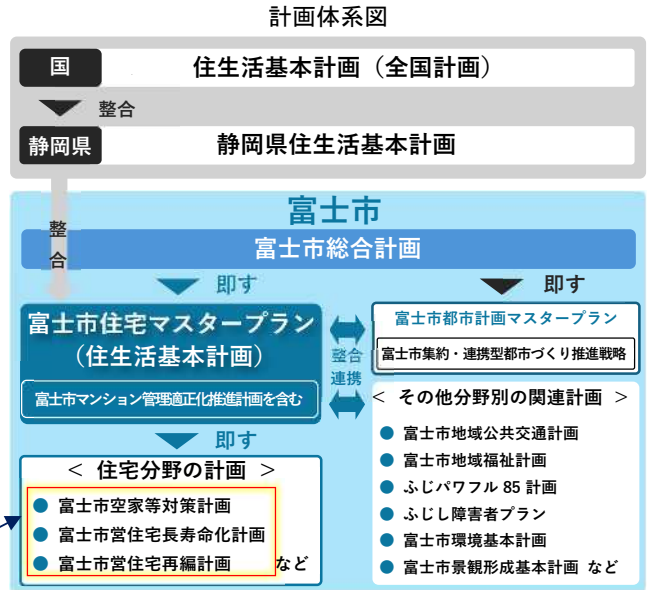 計画体系図
国
住生活基本計画（全国計画）
整合
静岡県
静岡県住生活基本計画
整合
富士市
富士市総合計画
即す
即す
富士市住宅マスタープラン
（住生活基本計画）
富士市マンション管理適正化推進計画を含む
整合
連携
富士市都市計画マスタープラン
富士市集約・連携型都市づくり推進戦略
即す
＜ 住宅分野の計画 ＞
● 富士市空家等対策計画
● 富士市営住宅長寿命化計画
● 富士市営住宅再編計画 など
＜ その他分野別の関連計画 ＞
● 富士市地域公共交通計画
● 富士市地域福祉計画
● ふじパワフル 85 計画
● ふじし障害者プラン
● 富士市環境基本計画
● 富士市景観形成基本計画 など